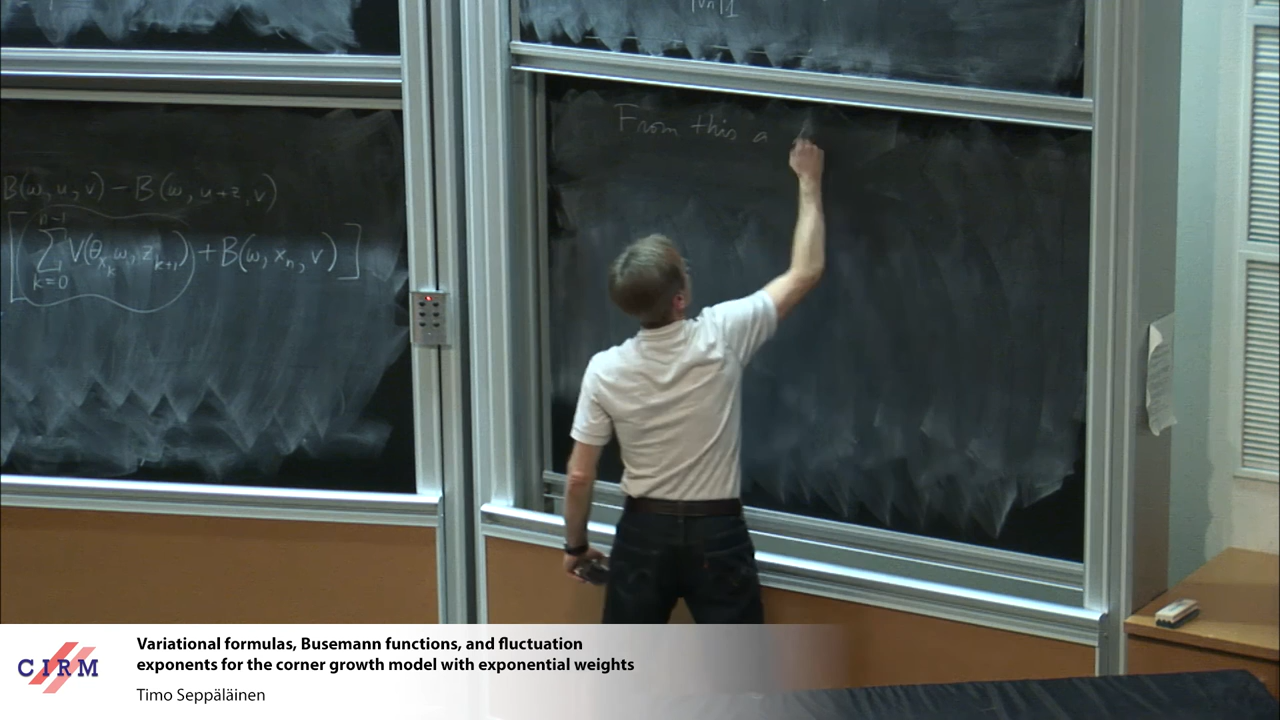 B(ω, u, v) − B(ω, u+z, v)
[(∑_{k=0}^{n-1} V(θ_{x_k}ω, z_{k+1})) + B(ω, x_n, v)]
From this a
CIRM
Variational formulas, Busemann functions, and fluctuation
exponents for the corner growth model with exponential weights
Timo Seppäläinen